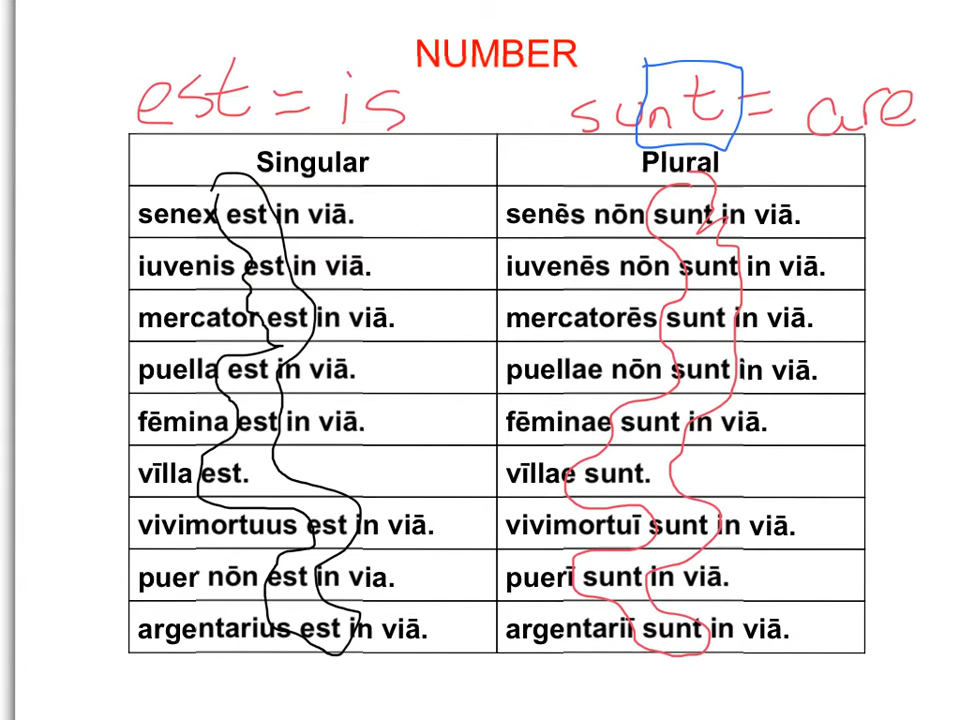 NUMBER
est = is sunt = are
Singular Plural
senex est in viā. senēs nōn sunt in viā.
iuvenis est in viā. iuvenēs nōn sunt in viā.
mercator est in viā. mercatorēs sunt in viā.
puella est in viā. puellae nōn sunt in viā.
fēmina est in viā. fēminae sunt in viā.
vīlla est. vīllae sunt.
vivimortuus est in viā. vivimortuī sunt in viā.
puer nōn est in via. puerī sunt in viā.
argentarius est in viā. argentariī sunt in viā.